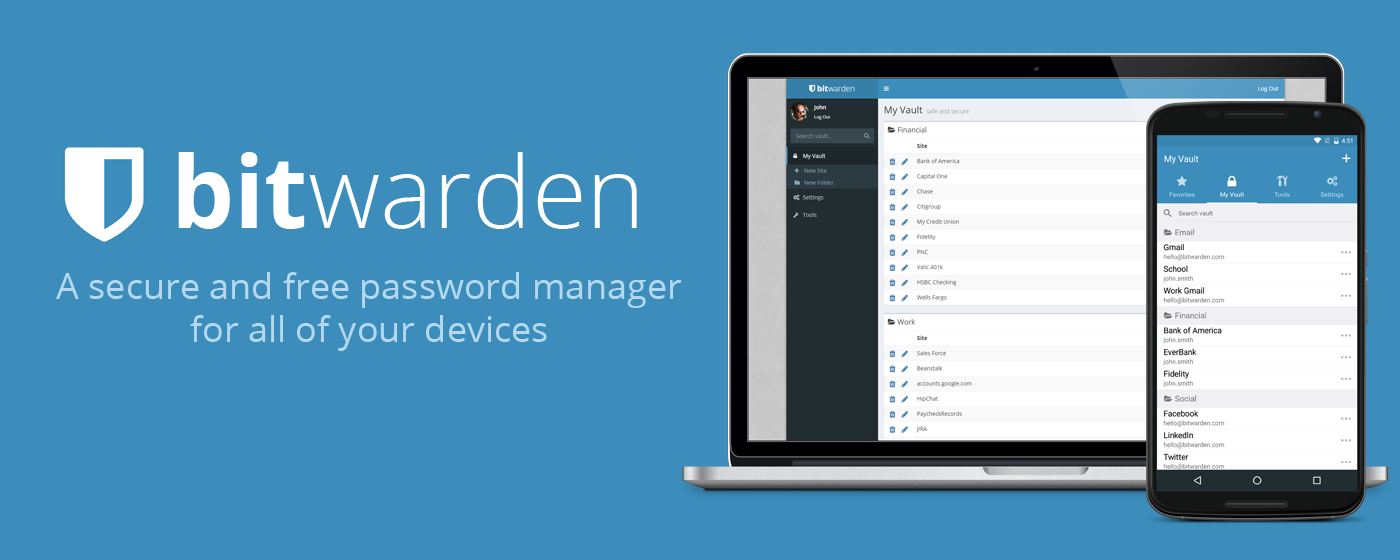 bitwarden
A secure and free password manager
for all of your devices
bitwarden
Log Out
John
Log Out
Search vault...
My Vault
New Site
New Folder
Settings
Tools
My Vault safe and secure
Financial
Site
Bank of America
Capital One
Chase
Citigroup
My Credit Union
Fidelity
PNC
Valic 401k
HSBC Checking
Wells Fargo
Work
Site
Sales Force
Beanstalk
accounts.google.com
HipChat
PaycheckRecords
JIRA
4:51
My Vault
Favorites My Vault Tools Settings
Search vault
Email
Gmail
hello@bitwarden.com
School
john.smith
Work Gmail
hello@bitwarden.com
Financial
Bank of America
john.smith
EverBank
john.smith
Fidelity
john.smith
Social
Facebook
hello@bitwarden.com
LinkedIn
hello@bitwarden.com
Twitter
hello@bitwarden.com